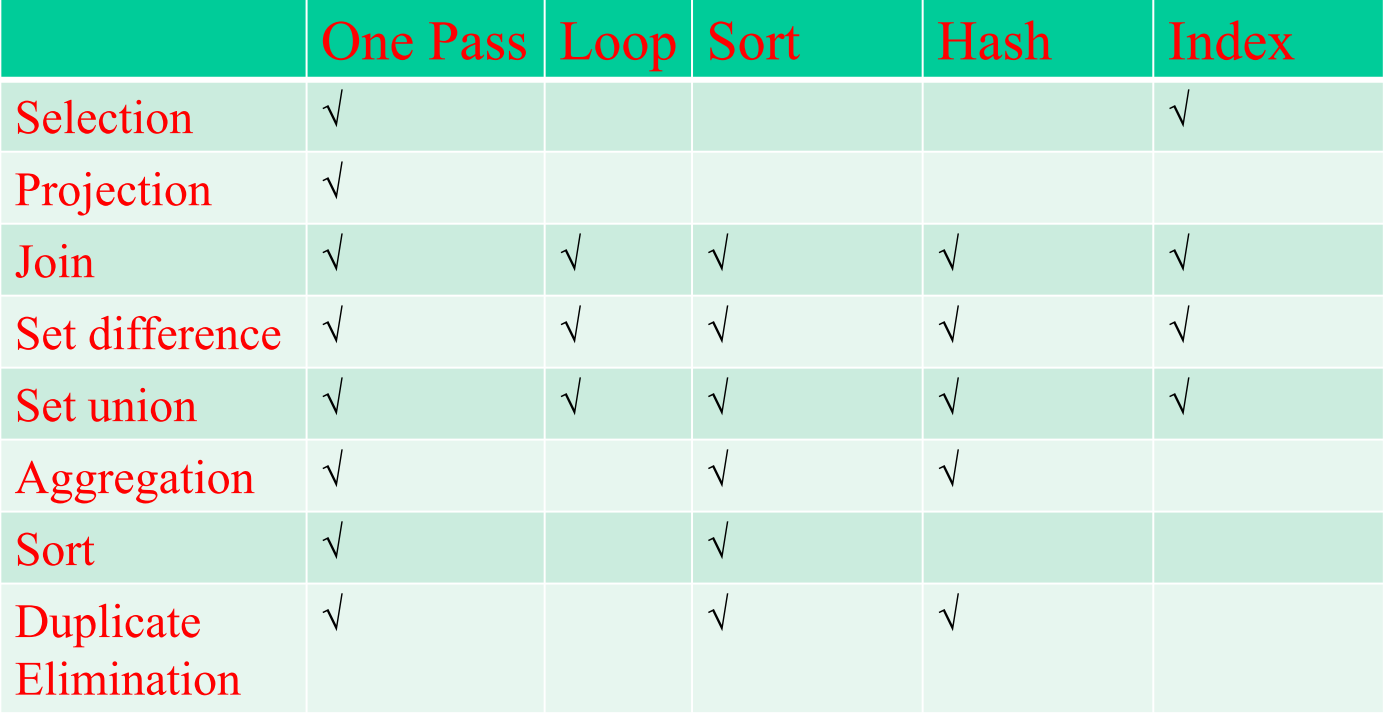 One Pass Loop Sort Hash Index
Selection √ √
Projection √
Join √ √ √ √ √
Set difference √ √ √ √ √
Set union √ √ √ √ √
Aggregation √ √ √
Sort √ √
Duplicate √ √ √
Elimination